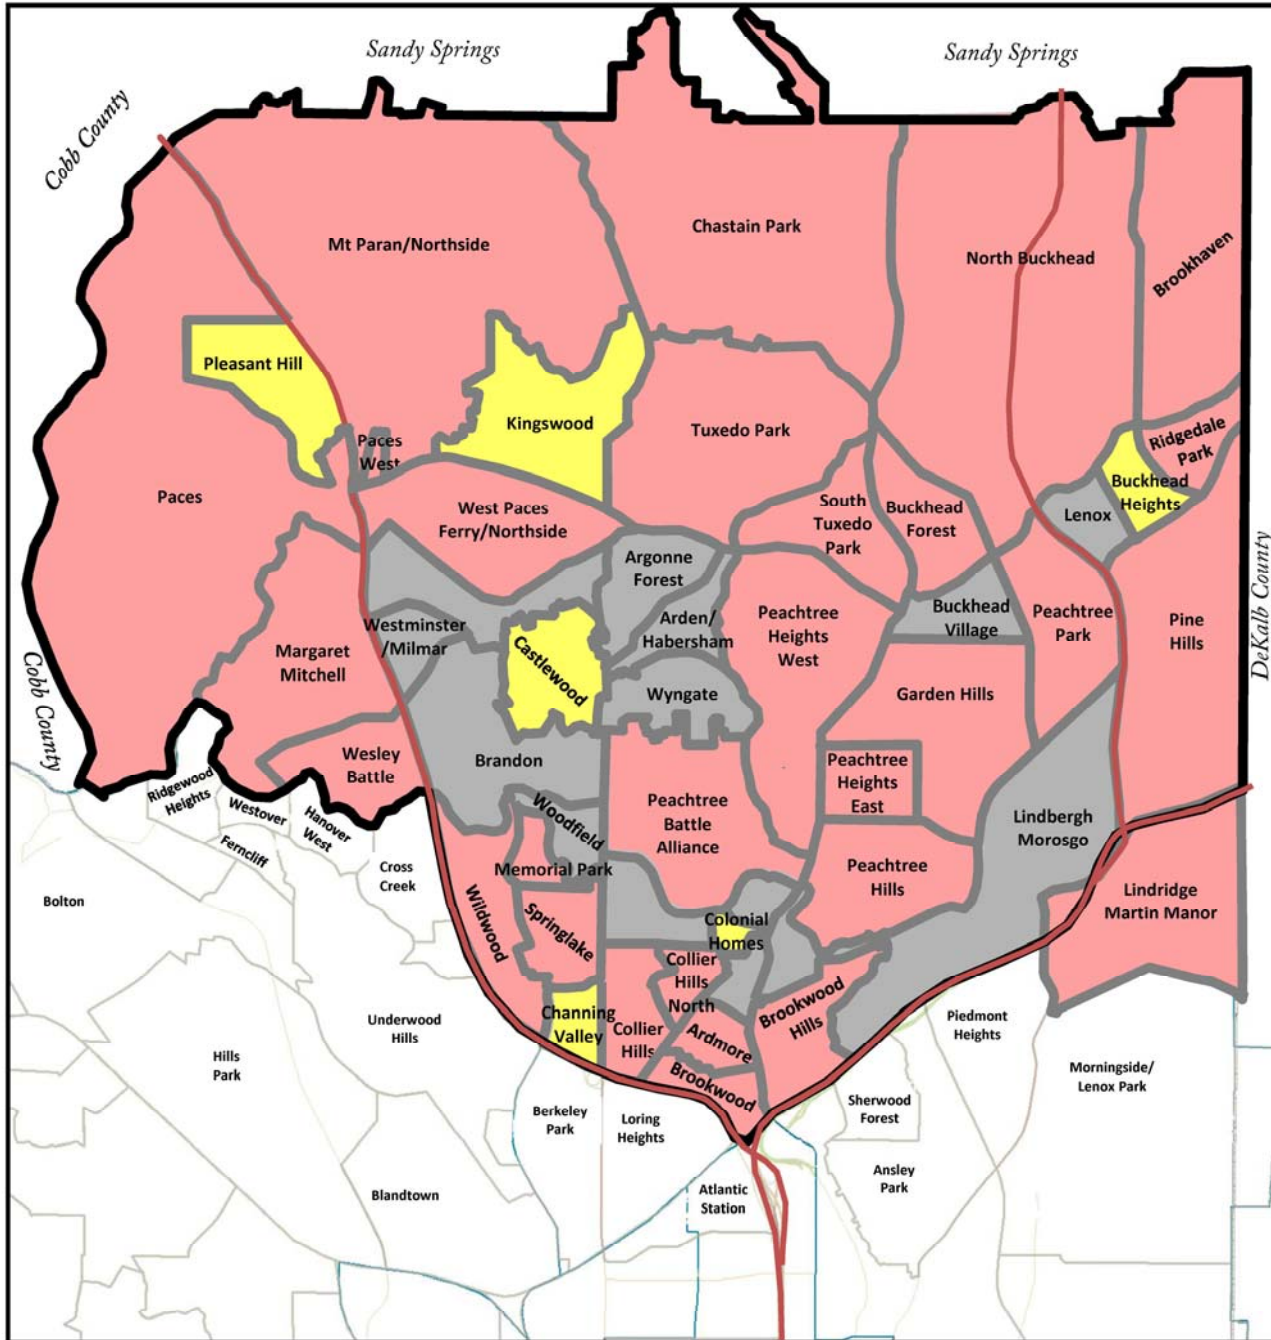 Sandy Springs
Sandy Springs
Cobb County
Chastain Park
Mt Paran/Northside
North Buckhead
Brookhaven
Pleasant Hill
Kingswood
Tuxedo Park
Paces
West
Ridgedale
Park
Buckhead
Heights
Paces
West Paces
Ferry/Northside
South
Tuxedo
Park
Buckhead
Forest
Lenox
Argonne
Forest
DeKalb County
Westminster
/Milmar
Arden/
Habersham
Peachtree
Heights
West
Buckhead
Village
Peachtree
Park
Pine
Hills
Margaret
Mitchell
Castlewood
Wyngate
Garden Hills
Cobb County
Wesley
Battle
Brandon
Peachtree
Heights
East
Ridgewood
Heights
Westover
Hanover
West
Ferncliff
Woodfield
Peachtree
Battle
Alliance
Lindbergh
Morosgo
Cross
Creek
Memorial Park
Peachtree
Hills
Lindridge
Martin Manor
Bolton
Wildwood
Springlake
Colonial
Homes
Collier
Hills
North
Channing
Valley
Collier
Hills
Ardmore
Brookwood
Hills
Brookwood
Piedmont
Heights
Underwood
Hills
Hills
Park
Morningside/
Lenox Park
Berkeley
Park
Loring
Heights
Sherwood
Forest
Ansley
Park
Blandtown
Atlantic
Station